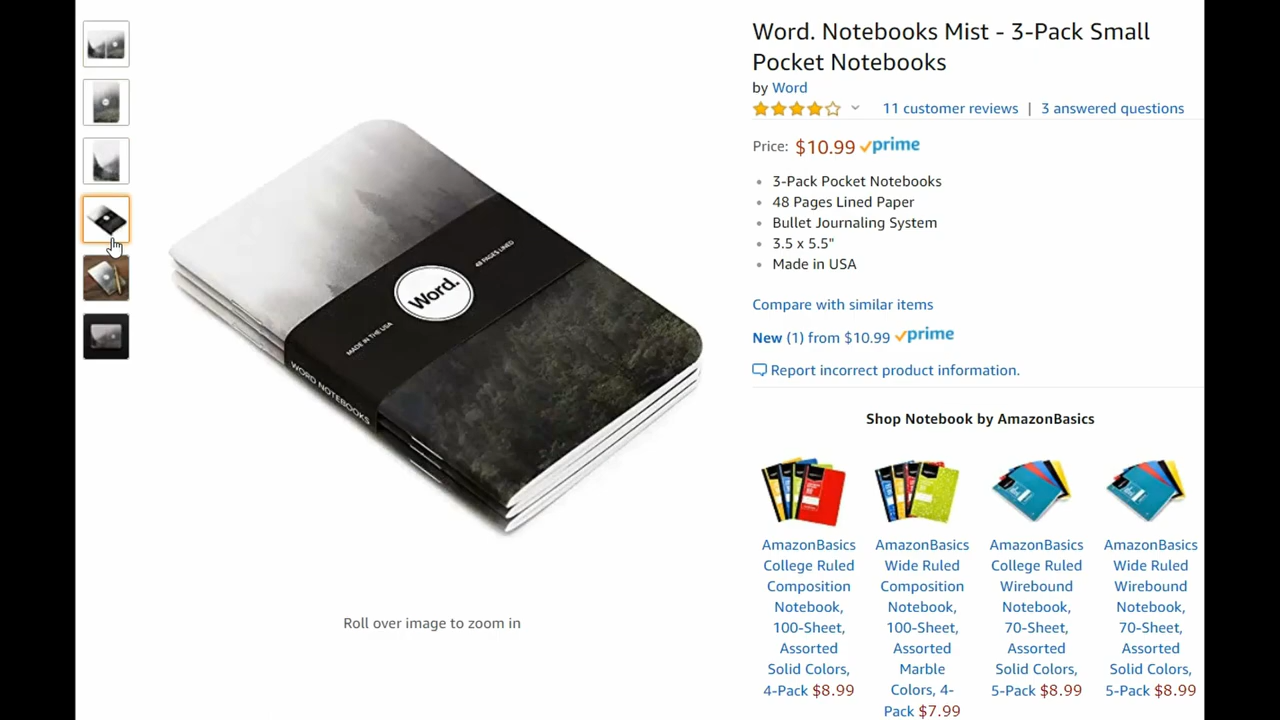 Word. Notebooks Mist - 3-Pack Small
Pocket Notebooks
by Word
11 customer reviews | 3 answered questions
Price: $10.99 prime
3-Pack Pocket Notebooks
48 Pages Lined Paper
Bullet Journaling System
3.5 x 5.5"
Made in USA
Compare with similar items
New (1) from $10.99 prime
Report incorrect product information.
48 PAGES LINED
Word.
MADE IN THE USA
WORD NOTEBOOKS
Roll over image to zoom in
Shop Notebook by AmazonBasics
AmazonBasics
College Ruled
Composition
Notebook,
100-Sheet,
Assorted
Solid Colors,
4-Pack $8.99
AmazonBasics
Wide Ruled
Composition
Notebook,
100-Sheet,
Assorted
Marble
Colors, 4-
Pack $7.99
AmazonBasics
College Ruled
Wirebound
Notebook,
70-Sheet,
Assorted
Solid Colors,
5-Pack $8.99
AmazonBasics
Wide Ruled
Wirebound
Notebook,
70-Sheet,
Assorted
Solid Colors,
5-Pack $8.99